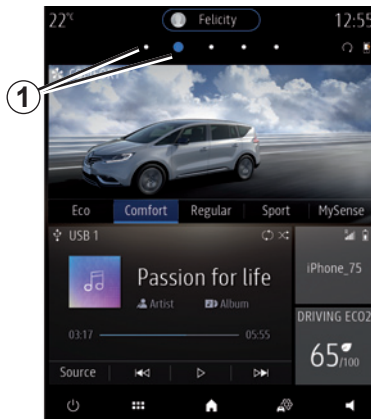 22°C Felicity 12:55
1
Eco Comfort Regular Sport MySense
USB 1
iPhone_75
Passion for life
Artist Album
DRIVING ECO2
03:17 05:55
65/100
Source